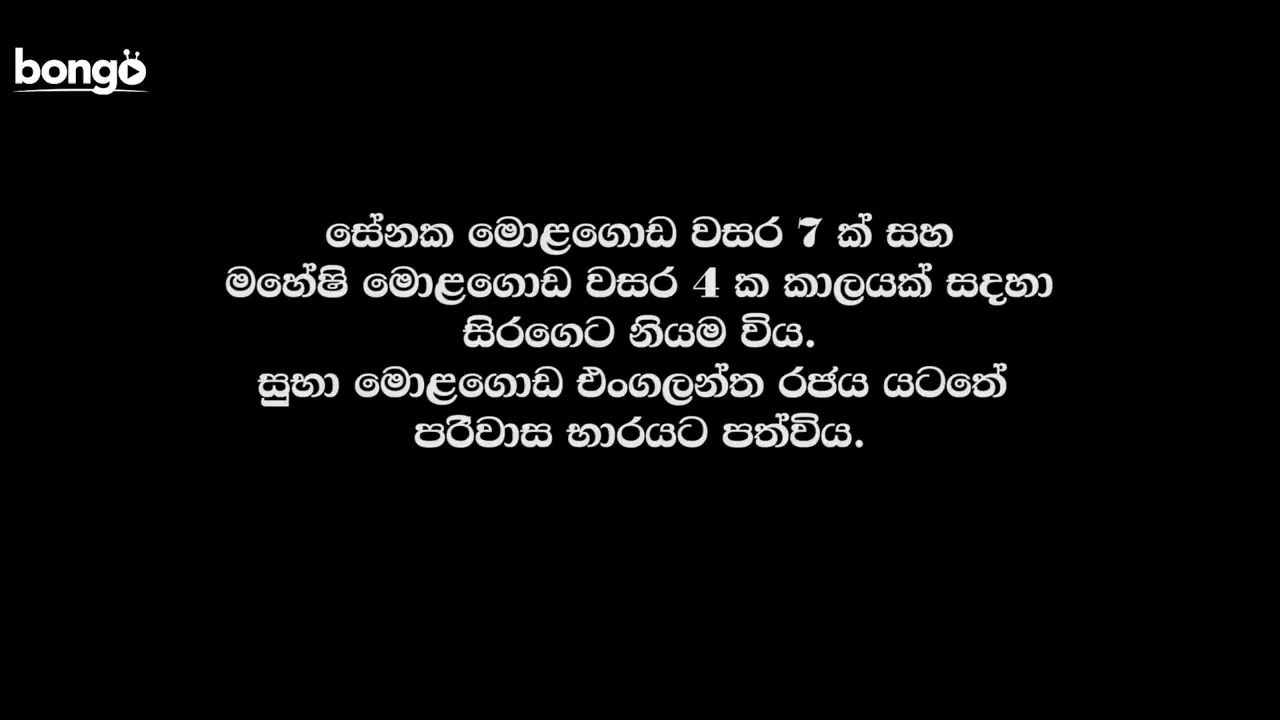 bongo
සේනක මොළගොඩ වසර 7 ක් සහ
මහේෂි මොළගොඩ වසර 4 ක කාලයක් සදහා
සිරගෙට නියම විය.
සුභා මොළගොඩ එංගලන්ත රජය යටතේ
පරිවාස භාරයට පත්විය.